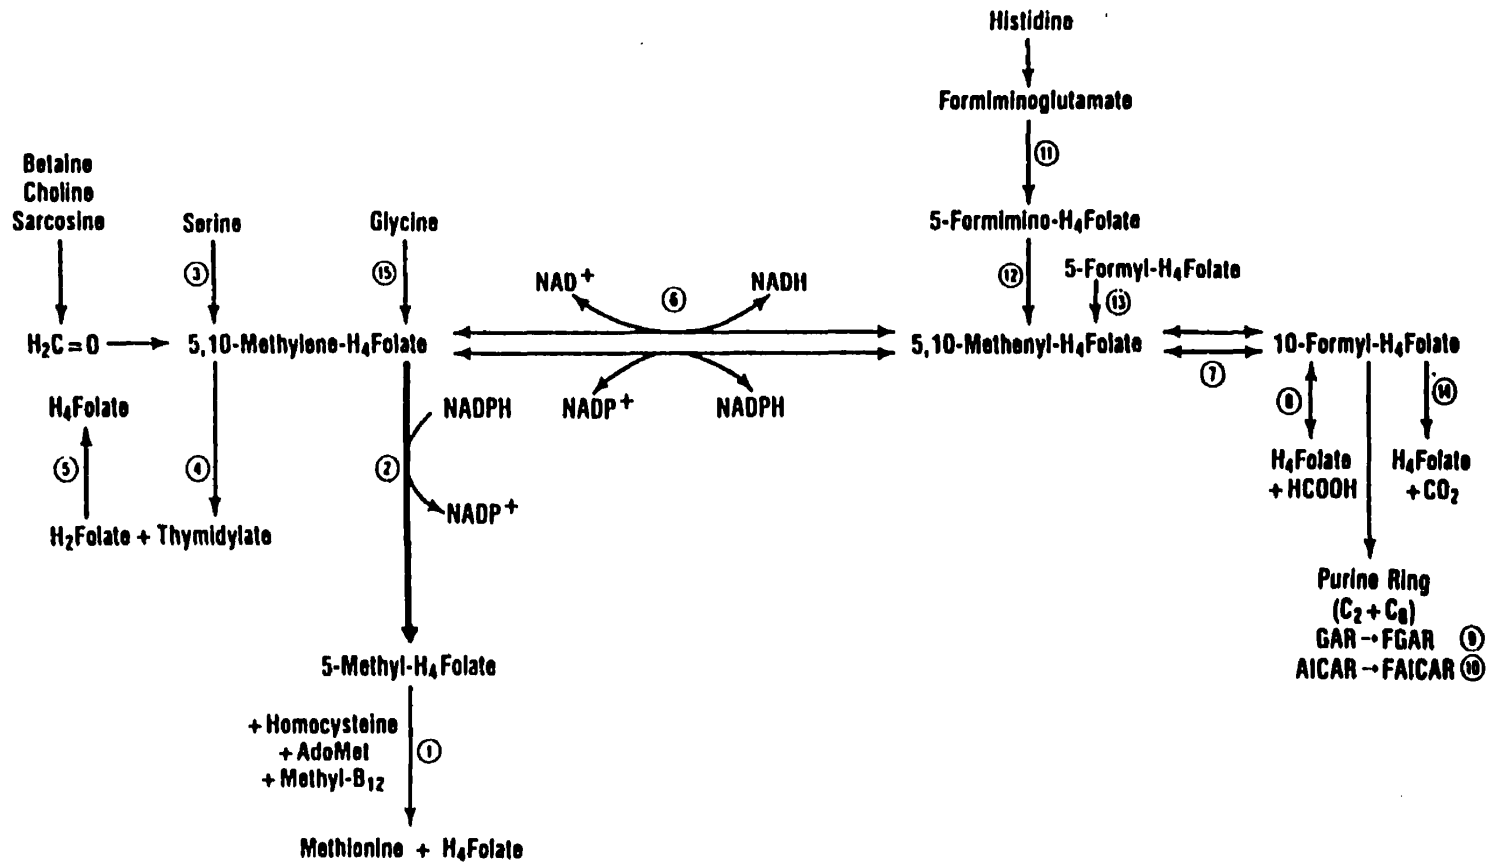 Histidine
Formiminoglutamate
⑪
Betaine
Choline
Sarcosine
Serine
Glycine
5-Formimino-H₄Folate
③
⑮
NAD⁺
⑥
NADH
⑫
5-Formyl-H₄Folate
⑬
H₂C=O
5,10-Methylene-H₄Folate
5,10-Methenyl-H₄Folate
10-Formyl-H₄Folate
⑦
H₄Folate
NADPH
NADP⁺
NADPH
⑧
⑭
⑤
④
②
H₄Folate
+HCOOH
H₄Folate
+CO₂
NADP⁺
H₂Folate + Thymidylate
Purine Ring
(C₂+C₈)
GAR→FGAR ⑨
AICAR→FAICAR ⑩
5-Methyl-H₄Folate
+Homocysteine
+AdoMet
+Methyl-B₁₂
①
Methionine + H₄Folate